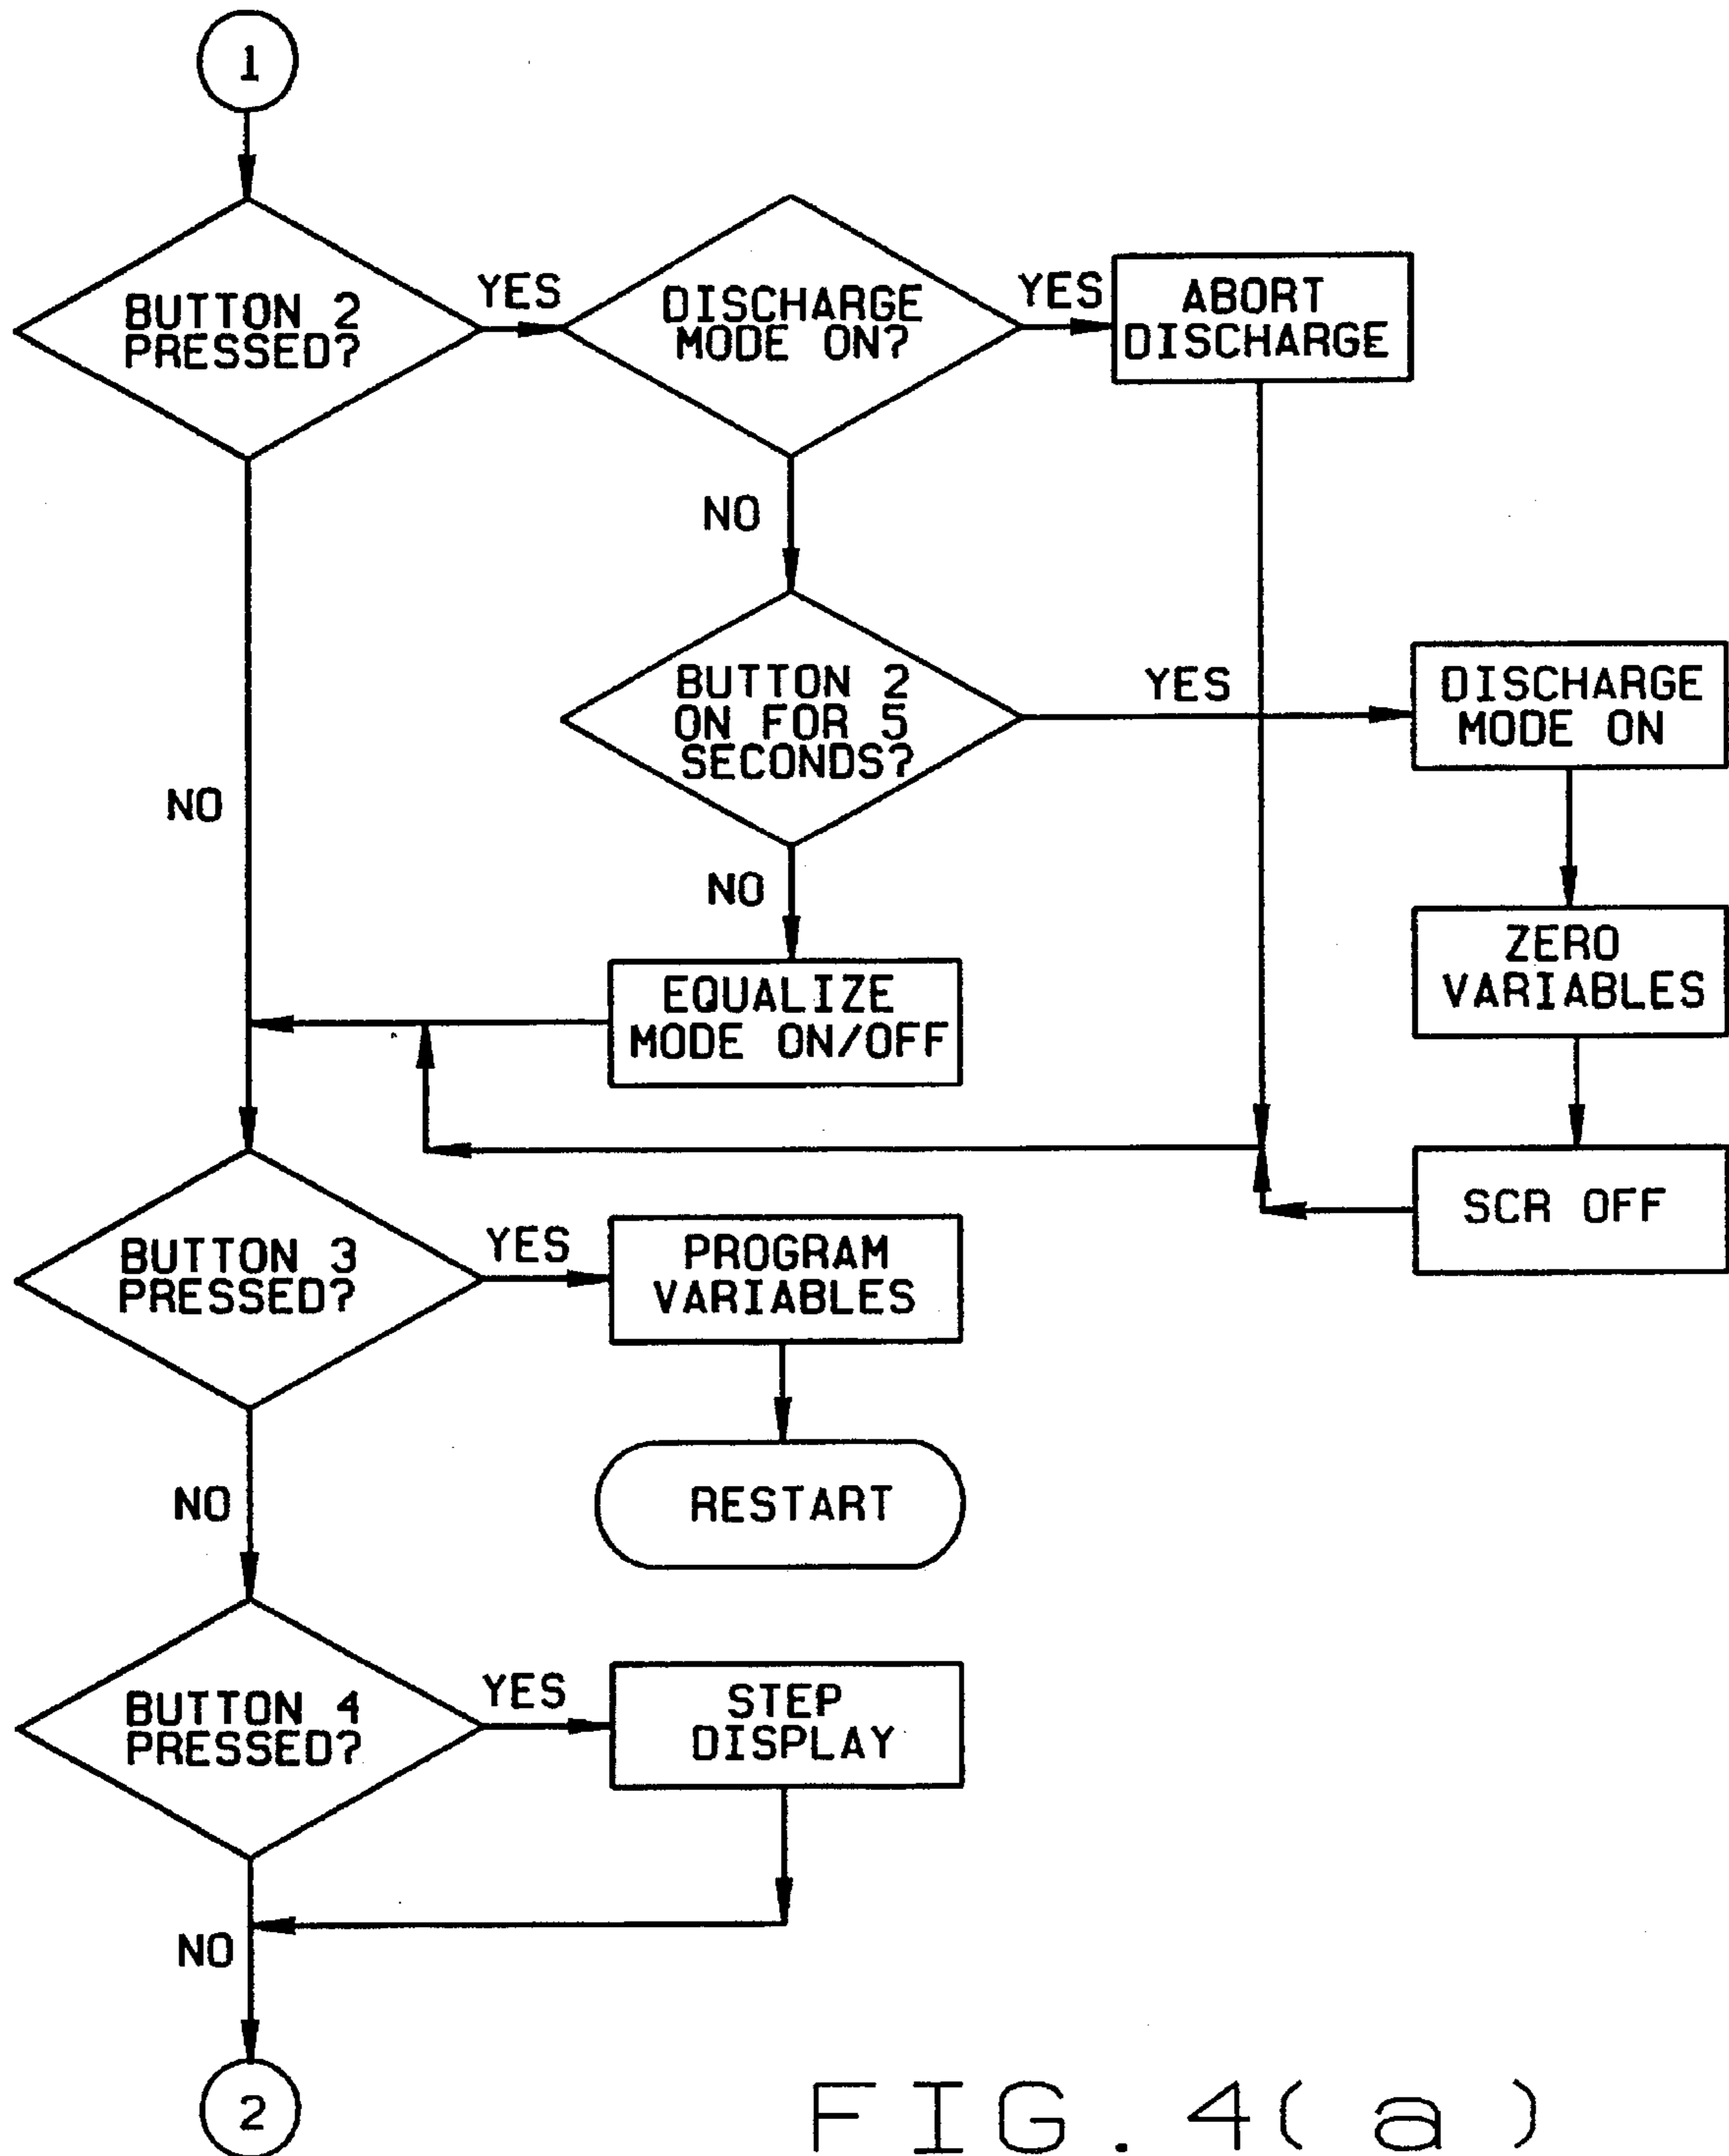 1
BUTTON 2
PRESSED?
YES
DISCHARGE
MODE ON?
YES
ABORT
DISCHARGE
NO
NO
BUTTON 2
ON FOR 5
SECONDS?
YES
DISCHARGE
MODE ON
NO
ZERO
VARIABLES
EQUALIZE
MODE ON/OFF
SCR OFF
BUTTON 3
PRESSED?
YES
PROGRAM
VARIABLES
NO
RESTART
BUTTON 4
PRESSED?
YES
STEP
DISPLAY
NO
2
FIG. 4(a)